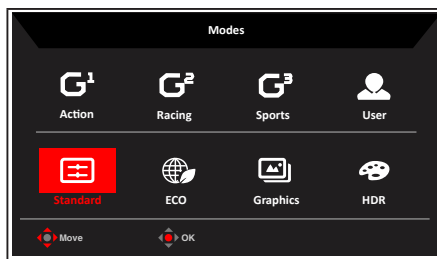 Modes
G¹ G² G³
Action Racing Sports User
Standard ECO Graphics HDR
Move OK